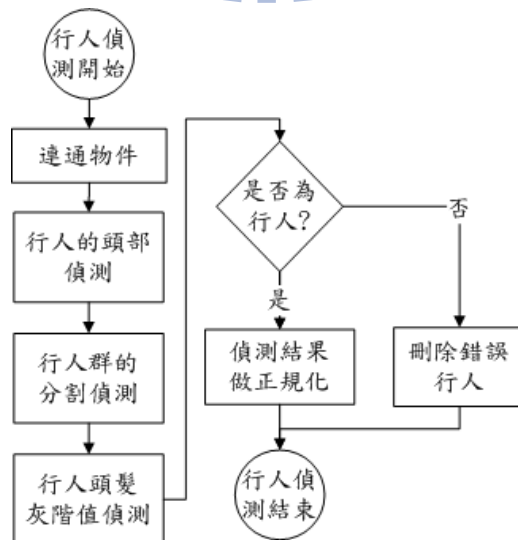 行人偵
測開始
連通物件
行人的頭部
偵測
行人群的
分割偵測
行人頭髮
灰階值偵測
是否為
行人?
是
否
偵測結果
做正規化
刪除錯誤
行人
行人偵
測結束